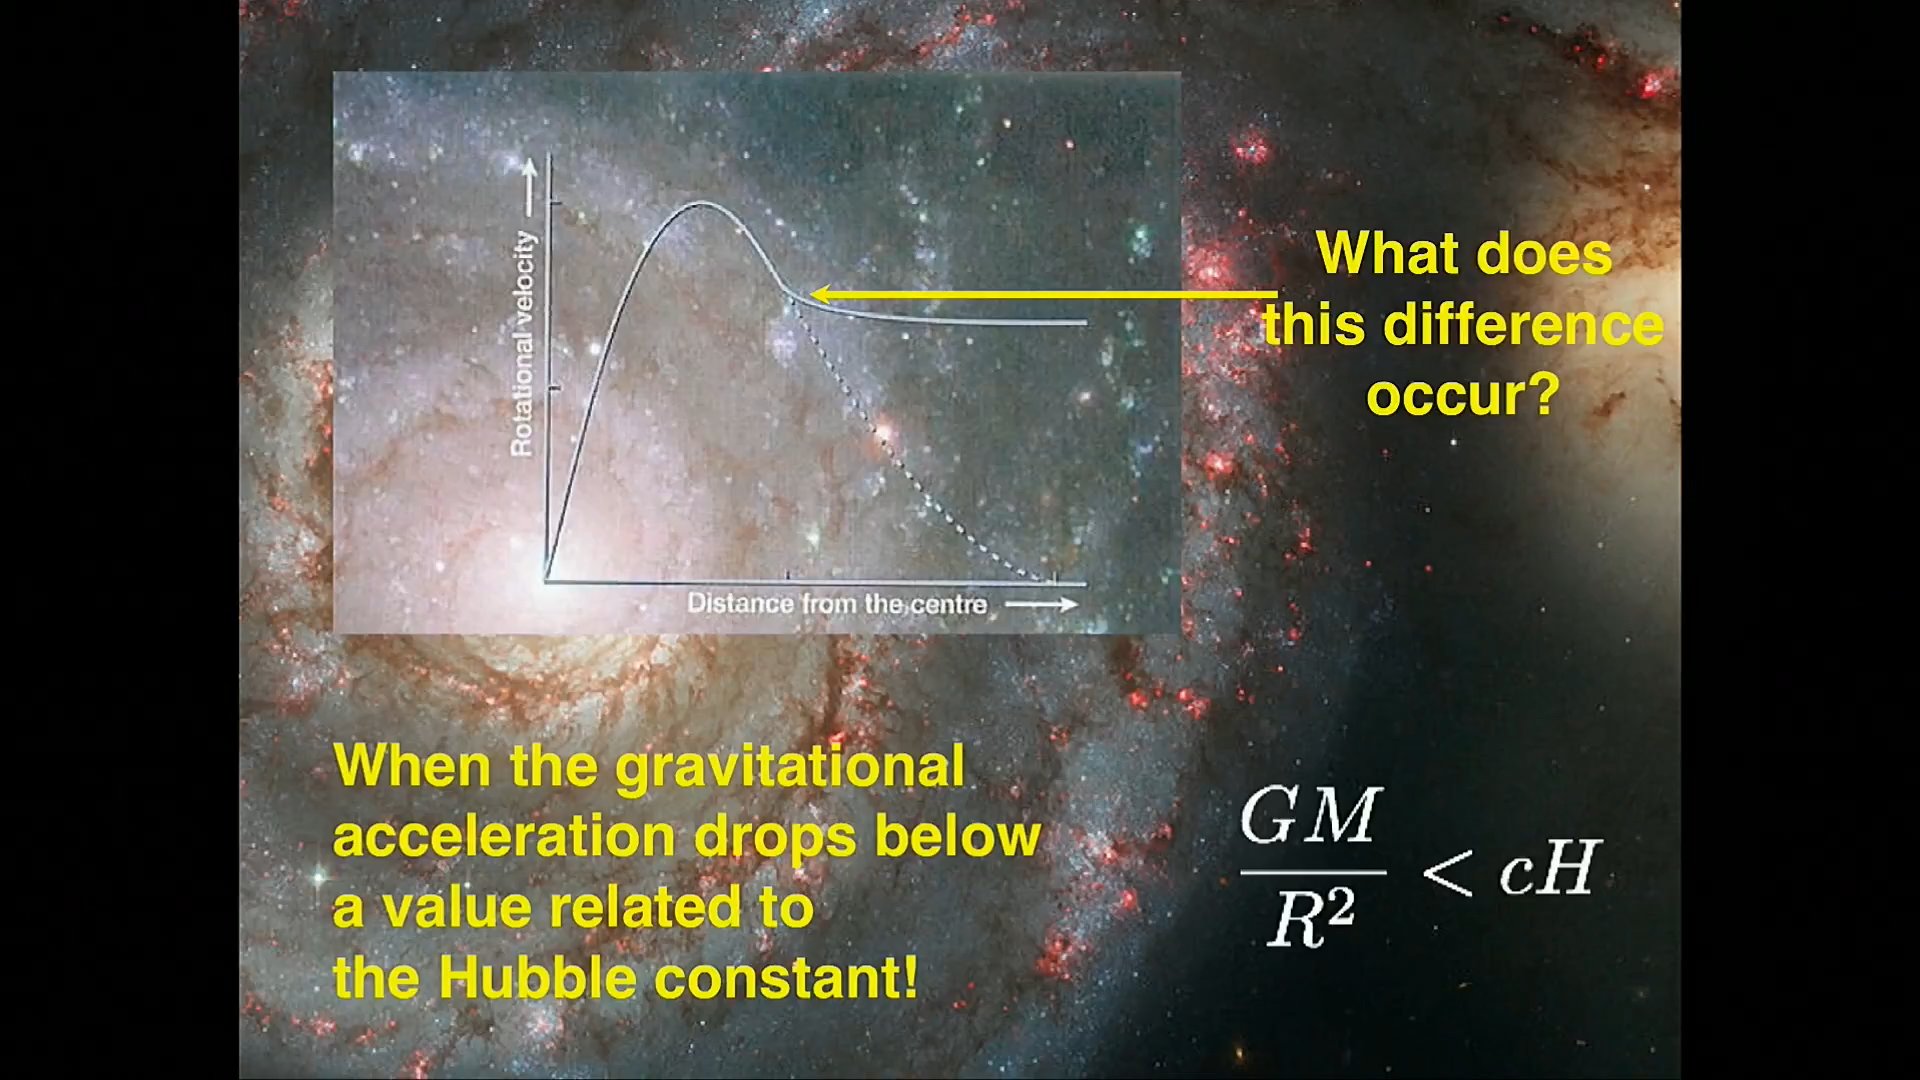 Rotational velocity
Distance from the centre
What does
this difference
occur?
When the gravitational
acceleration drops below
a value related to
the Hubble constant!
GM/R² < cH